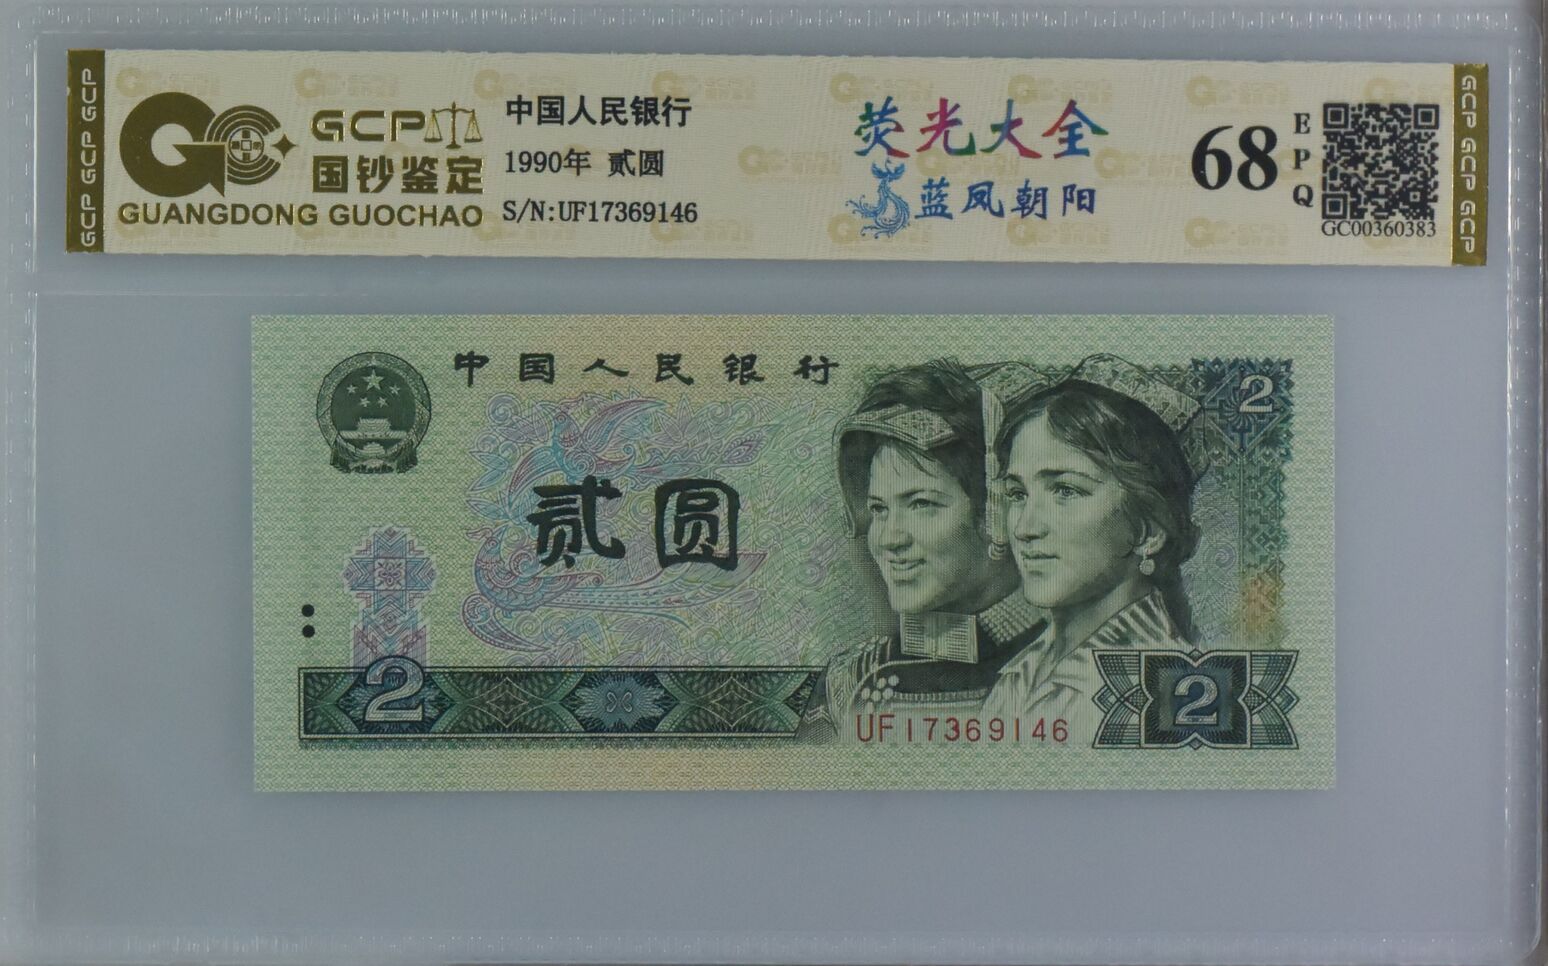 GCP GCP GCP
GCP
国钞鉴定
GUANGDONG GUOCHAO
中国人民银行
1990年 贰圆
S/N:UF17369146
荧光大全
蓝凤朝阳
68
EPQ
GC00360383
GCP GCP GCP
中国人民银行
2
贰圆
2
UF17369146
2